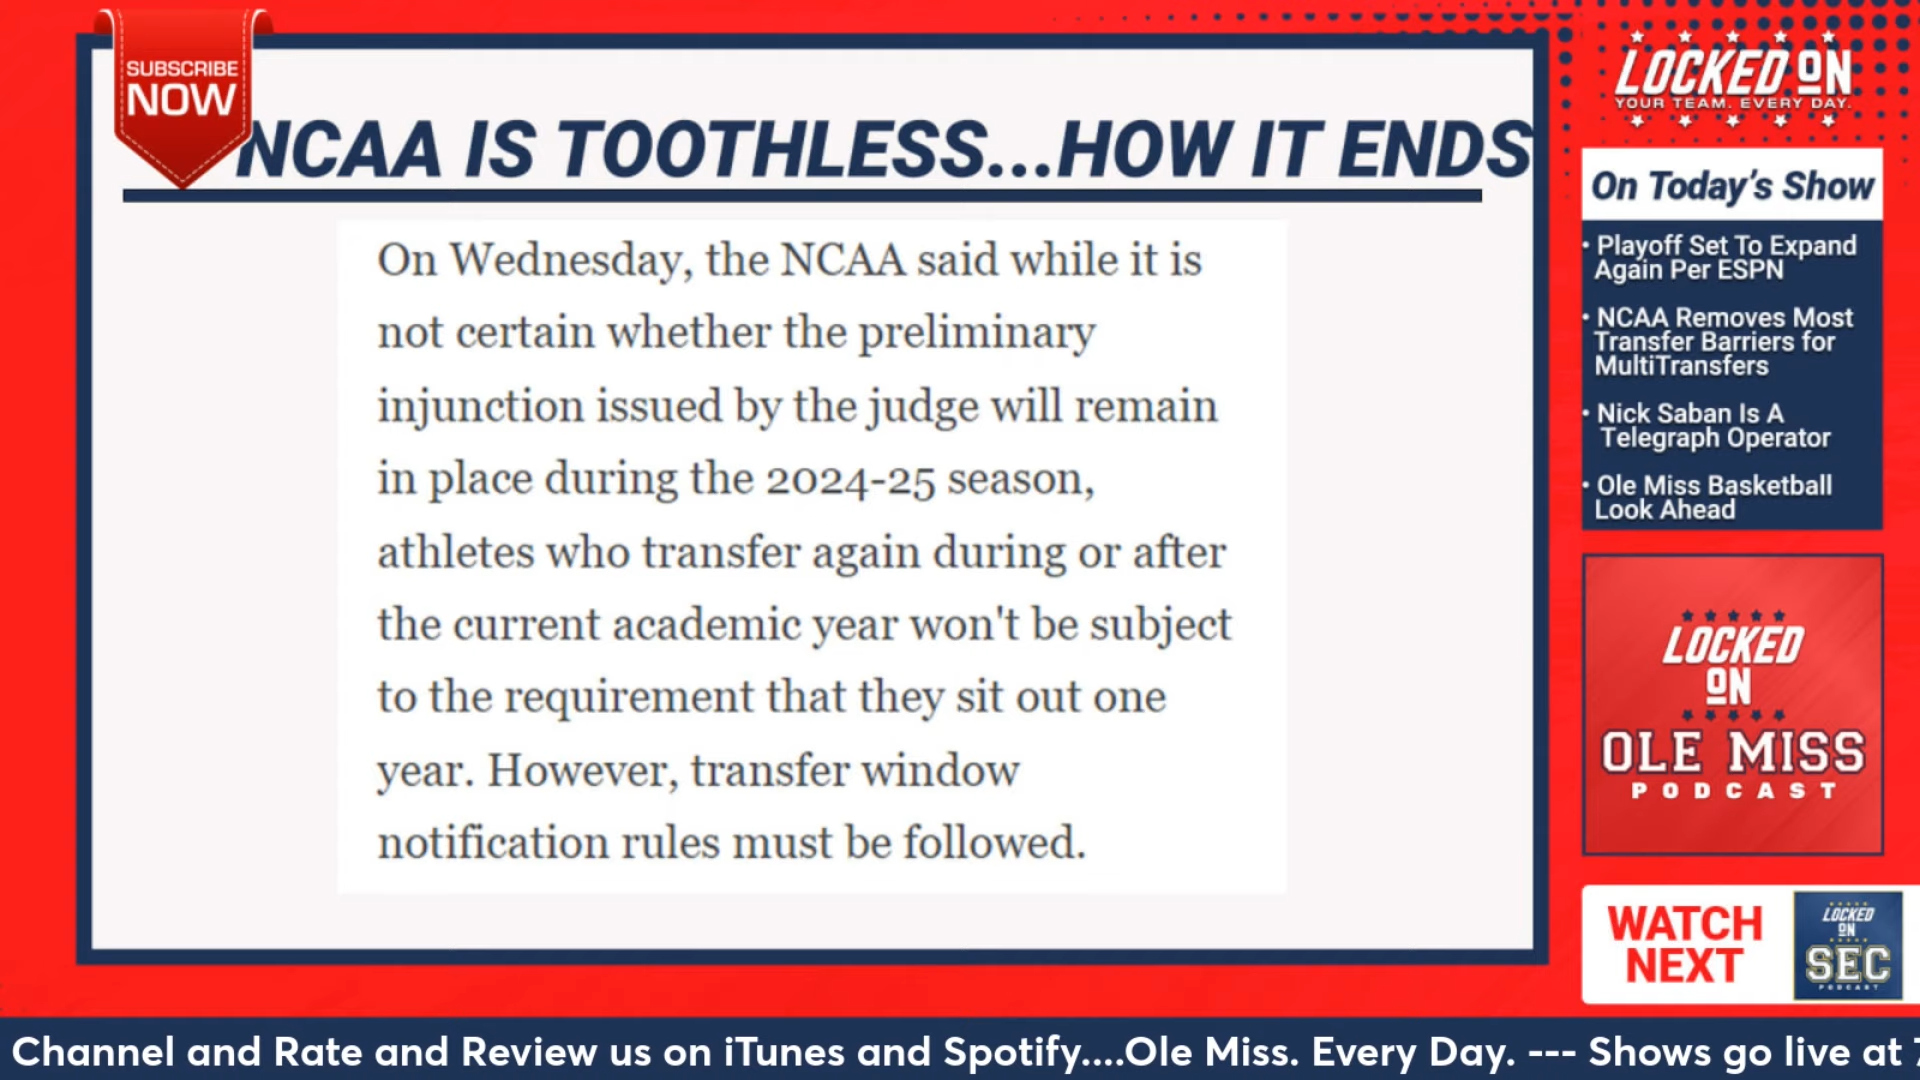 SUBSCRIBE
NOW
NCAA IS TOOTHLESS...HOW IT ENDS
On Wednesday, the NCAA said while it is
not certain whether the preliminary
injunction issued by the judge will remain
in place during the 2024-25 season,
athletes who transfer again during or after
the current academic year won't be subject
to the requirement that they sit out one
year. However, transfer window
notification rules must be followed.
LOCKED ON
YOUR TEAM. EVERY DAY.
On Today's Show
• Playoff Set To Expand
Again Per ESPN
• NCAA Removes Most
Transfer Barriers for
MultiTransfers
• Nick Saban Is A
Telegraph Operator
• Ole Miss Basketball
Look Ahead
LOCKED
ON
OLE MISS
PODCAST
WATCH
NEXT
LOCKED
ON
SEC
PODCAST
Channel and Rate and Review us on iTunes and Spotify....Ole Miss. Every Day. --- Shows go live at